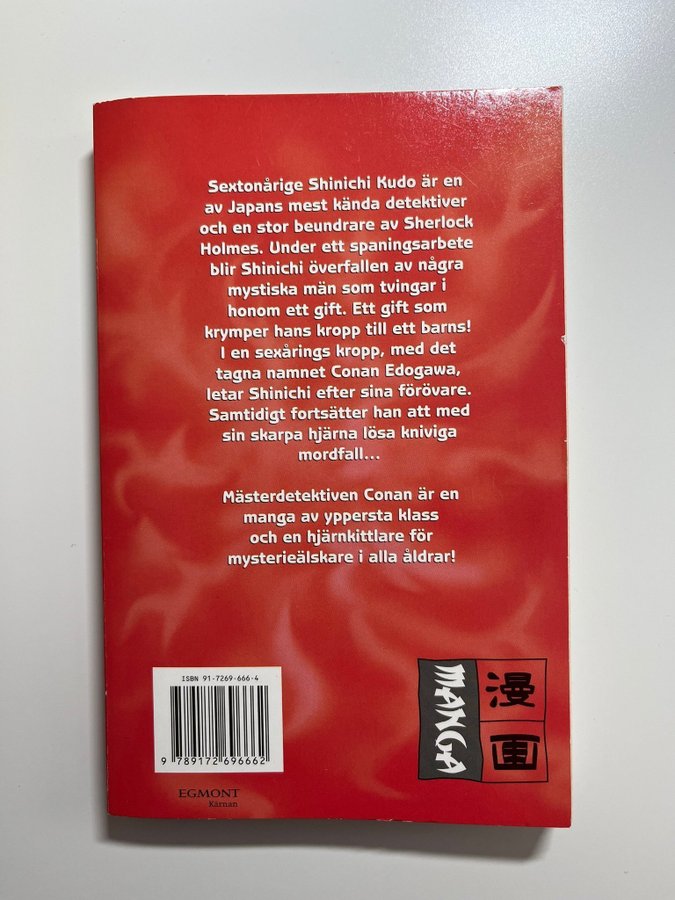 Sextonårige Shinichi Kudo är en
av Japans mest kända detektiver
och en stor beundrare av Sherlock
Holmes. Under ett spaningsarbete
blir Shinichi överfallen av några
mystiska män som tvingar i
honom ett gift. Ett gift som
krymper hans kropp till ett barns!
I en sexårings kropp, med det
tagna namnet Conan Edogawa,
letar Shinichi efter sina förövare.
Samtidigt fortsätter han att med
sin skarpa hjärna lösa kniviga
mordfall...
Mästerdetektiven Conan är en
manga av yppersta klass
och en hjärnkittlare för
mysterieälskare i alla åldrar!
ISBN 91-7269-666-4
9 789172 696662
EGMONT
Kärnan
MANGA
漫画